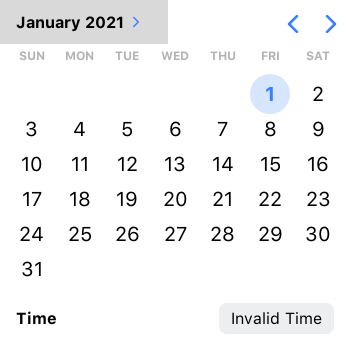 January 2021
SUN MON TUE WED THU FRI SAT
1 2
3 4 5 6 7 8 9
10 11 12 13 14 15 16
17 18 19 20 21 22 23
24 25 26 27 28 29 30
31
Time Invalid Time